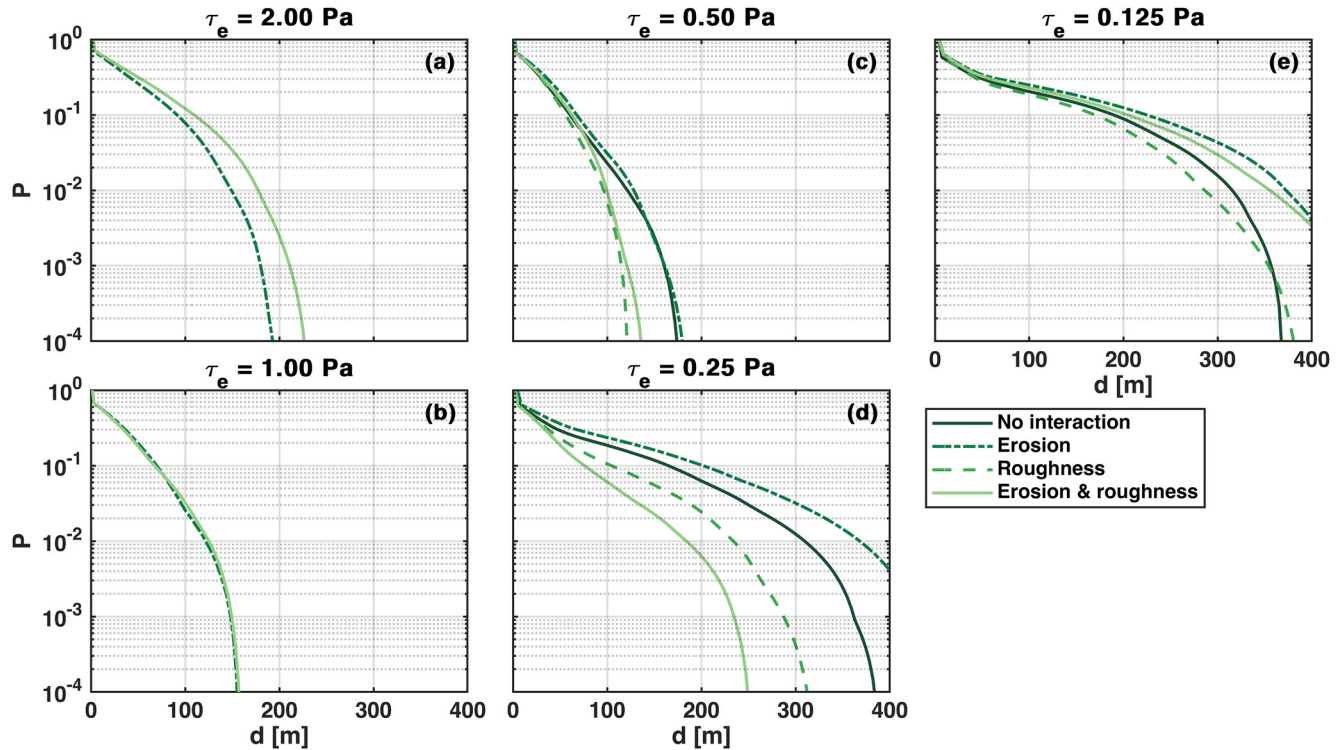 τe = 2.00 Pa
τe = 0.50 Pa
τe = 0.125 Pa
10^0
10^-1
10^-2
10^-3
10^-4
P
(a)
(c)
(e)
0 100 200 300 400
d [m]
τe = 1.00 Pa
τe = 0.25 Pa
10^0
10^-1
10^-2
10^-3
10^-4
P
(b)
(d)
0 100 200 300 400
d [m]
0 100 200 300 400
d [m]
No interaction
Erosion
Roughness
Erosion & roughness